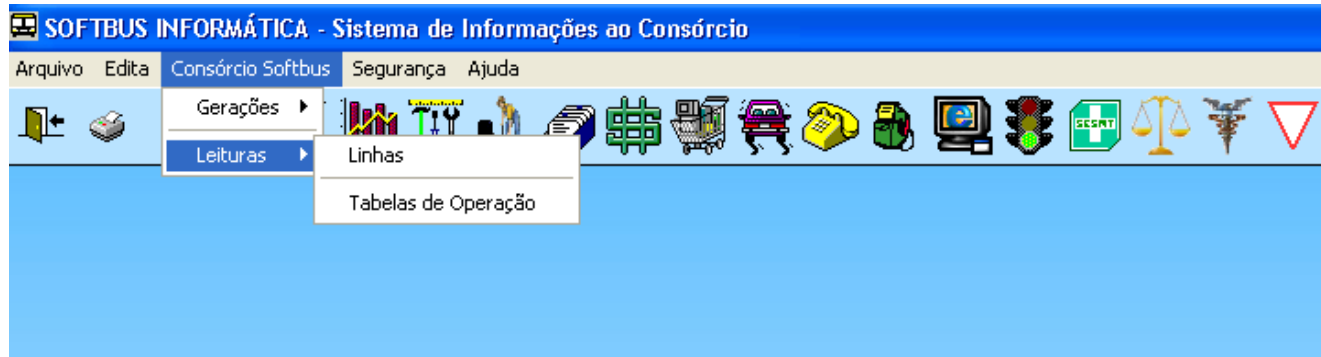 SOFTBUS INFORMÁTICA - Sistema de Informações ao Consórcio
Arquivo Edita Consórcio Softbus Segurança Ajuda
Gerações
Leituras
Linhas
Tabelas de Operação
SESMT